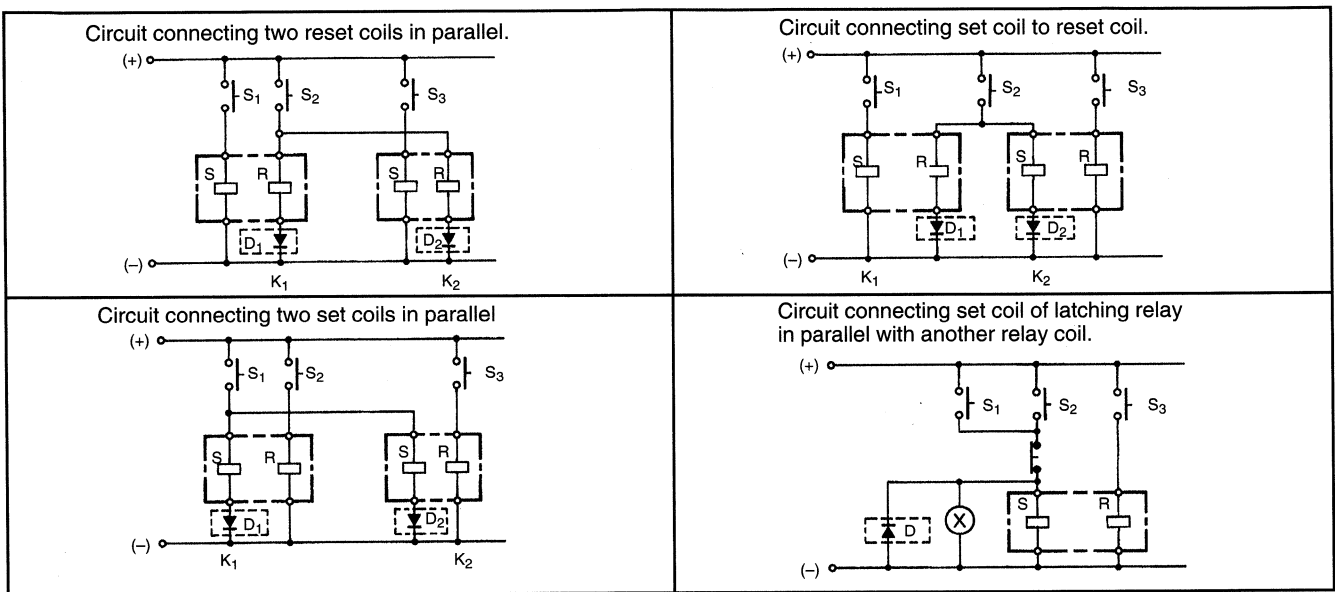 Circuit connecting two reset coils in parallel.
(+)
S1 S2 S3
S R S R
D1 D2
(–)
K1 K2
Circuit connecting set coil to reset coil.
(+)
S1 S2 S3
S R S R
D1 D2
(–)
K1 K2
Circuit connecting two set coils in parallel
(+)
S1 S2 S3
S R S R
D1 D2
(–)
K1 K2
Circuit connecting set coil of latching relay
in parallel with another relay coil.
(+)
S1 S2 S3
S R
X
D
(–)